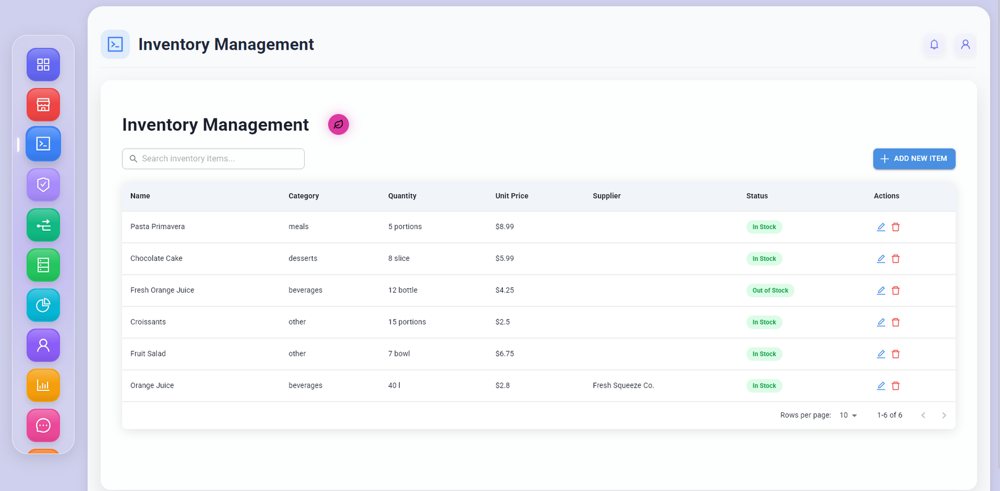 Inventory Management
Inventory Management
Search inventory items...
ADD NEW ITEM
Name Category Quantity Unit Price Supplier Status Actions
Pasta Primavera meals 5 portions $8.99 In Stock
Chocolate Cake desserts 8 slice $5.99 In Stock
Fresh Orange Juice beverages 12 bottle $4.25 Out of Stock
Croissants other 15 portions $2.5 In Stock
Fruit Salad other 7 bowl $6.75 In Stock
Orange Juice beverages 40 l $2.8 Fresh Squeeze Co. In Stock
Rows per page: 10 1-6 of 6